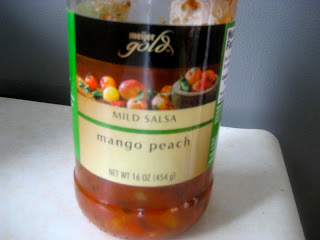 meijer
gold
MILD SALSA
mango peach
NET WT 16 OZ (454 g)